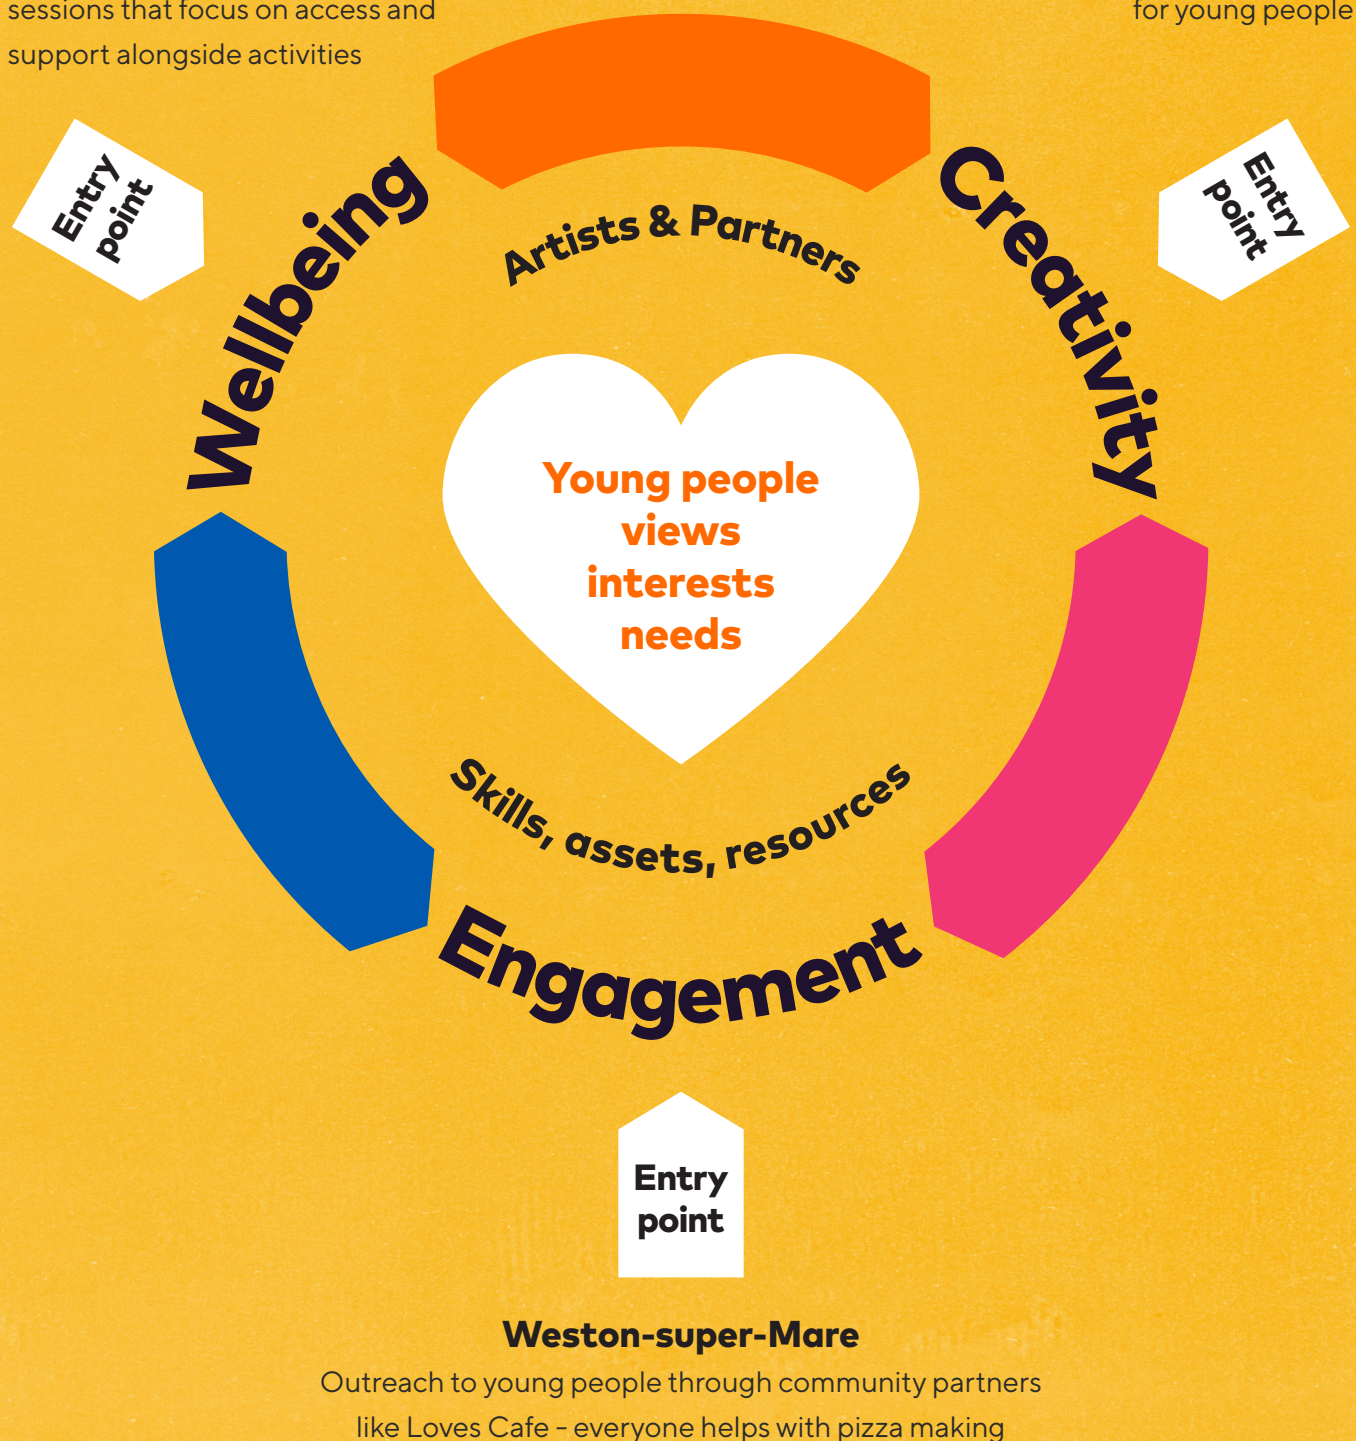 sessions that focus on access and
support alongside activities
for young people
Entry
point
Entry
point
Wellbeing
Creativity
Artists & Partners
Young people
views
interests
needs
Skills, assets, resources
Engagement
Entry
point
Weston-super-Mare
Outreach to young people through community partners
like Loves Cafe - everyone helps with pizza making